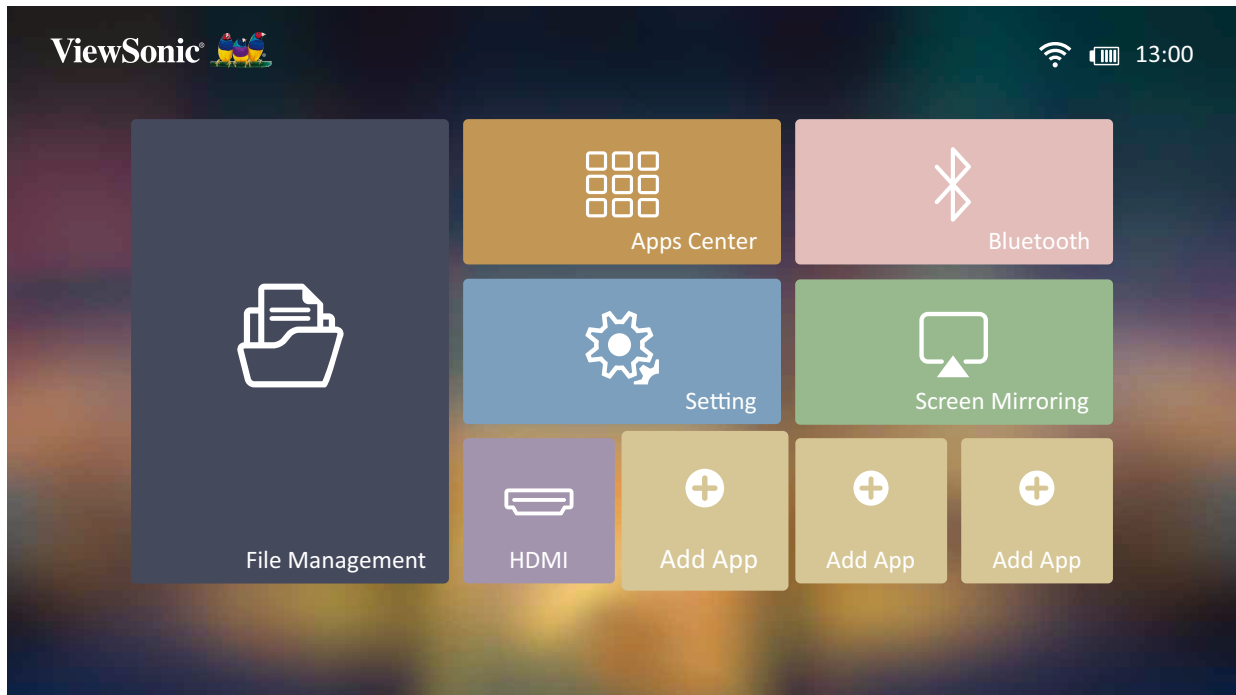 ViewSonic®
13:00
Apps Center
Bluetooth
Setting
Screen Mirroring
File Management
HDMI
Add App
Add App
Add App